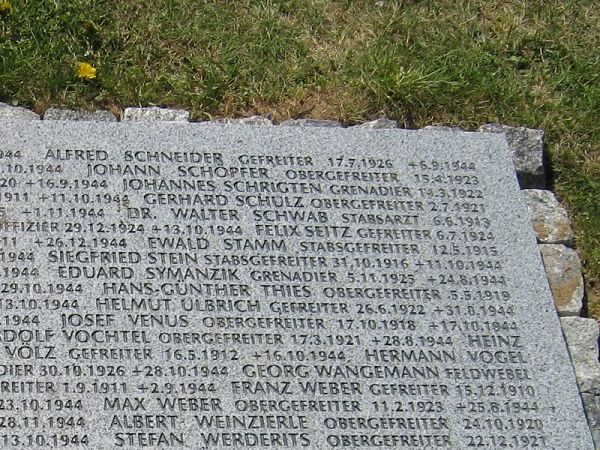 944 ALFRED SCHNEIDER GEFREITER 17.7.1926 +6.9.1944
.10.1944 JOHANN SCHÖPFER OBERGEFREITER 15.4.1923
20 +16.9.1944 JOHANNES SCHRIGTEN GRENADIER 14.3.1922
1911 +11.10.1944 GERHARD SCHULZ OBERGEFREITER 2.7.1921
5 +1.11.1944 DR. WALTER SCHWAB STABSARZT 6.6.1913
OFFIZIER 29.12.1924 +13.10.1944 FELIX SEITZ GEFREITER 6.7.1924
11 +26.12.1944 EWALD STAMM STABSGEFREITER 12.5.1915
1944 SIEGFRIED STEIN STABSGEFREITER 31.10.1916 +11.10.1944
.1944 EDUARD SYMANZIK GRENADIER 5.11.1925 +24.8.1944
29.10.1944 HANS-GÜNTHER THIES OBERGEFREITER 5.5.1919
13.10.1944 HELMUT ULBRICH GEFREITER 26.6.1922 +31.8.1944
.1944 JOSEF VENUS OBERGEFREITER 17.10.1918 +17.10.1944
ADOLF VOCHTEL OBERGEFREITER 17.3.1921 +28.8.1944 HEINZ
VÖLZ GEFREITER 16.5.1912 +16.10.1944 HERMANN VOGEL
DIER 30.10.1926 +28.10.1944 GEORG WANGEMANN FELDWEBEL
REITER 1.9.1911 +2.9.1944 FRANZ WEBER GEFREITER 15.12.1910
23.10.1944 MAX WEBER OBERGEFREITER 11.2.1923 +25.8.1944 +
28.11.1944 ALBERT WEINZIERLE OBERGEFREITER 24.10.1920
13.10.1944 STEFAN WERDERITS OBERGEFREITER 22.12.1921